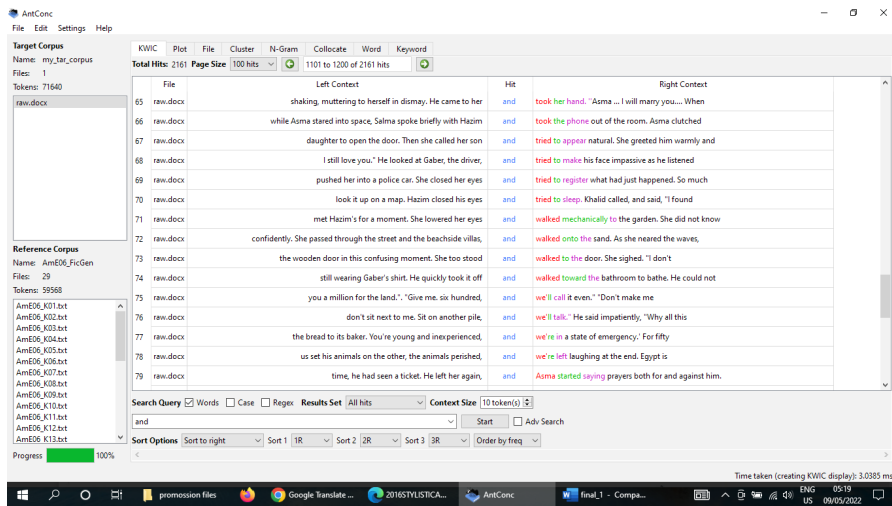 AntConc
File Edit Settings Help
Target Corpus
Name: my_tar_corpus
Files: 1
Tokens: 71640
raw.docx
Reference Corpus
Name: AmE06_FicGen
Files: 29
Tokens: 59568
AmE06_K01.txt
AmE06_K02.txt
AmE06_K03.txt
AmE06_K04.txt
AmE06_K05.txt
AmE06_K06.txt
AmE06_K07.txt
AmE06_K08.txt
AmE06_K09.txt
AmE06_K10.txt
AmE06_K11.txt
AmE06_K12.txt
AmE06 K13.txt
Progress 100%
KWIC Plot File Cluster N-Gram Collocate Word Keyword
Total Hits: 2161 Page Size 100 hits 1101 to 1200 of 2161 hits
File Left Context Hit Right Context
65 raw.docx shaking, muttering to herself in dismay. He came to her and took her hand. "Asma ... I will marry you.... When
66 raw.docx while Asma stared into space, Salma spoke briefly with Hazim and took the phone out of the room. Asma clutched
67 raw.docx daughter to open the door. Then she called her son and tried to appear natural. She greeted him warmly and
68 raw.docx I still love you." He looked at Gaber, the driver, and tried to make his face impassive as he listened
69 raw.docx pushed her into a police car. She closed her eyes and tried to register what had just happened. So much
70 raw.docx look it up on a map. Hazim closed his eyes and tried to sleep. Khalid called, and said, "I found
71 raw.docx met Hazim's for a moment. She lowered her eyes and walked mechanically to the garden. She did not know
72 raw.docx confidently. She passed through the street and the beachside villas, and walked onto the sand. As she neared the waves,
73 raw.docx the wooden door in this confusing moment. She too stood and walked to the door. She sighed. "I don't
74 raw.docx still wearing Gaber's shirt. He quickly took it off and walked toward the bathroom to bathe. He could not
75 raw.docx you a million for the land.". "Give me. six hundred, and we'll call it even." "Don't make me
76 raw.docx don't sit next to me. Sit on another pile, and we'll talk." He said impatiently, "Why all this
77 raw.docx the bread to its baker. You're young and inexperienced, and we're in a state of emergency.' For fifty
78 raw.docx us set his animals on the other, the animals perished, and we're left laughing at the end. Egypt is
79 raw.docx time, he had seen a ticket. He left her again, and Asma started saying prayers both for and against him.
Search Query Words Case Regex Results Set All hits Context Size 10 token(s)
and Start Adv Search
Sort Options Sort to right Sort 1 1R Sort 2 2R Sort 3 3R Order by freq
Time taken (creating KWIC display): 3.0385 ms
promossion files Google Translate ... 2016STYLISTICA... AntConc final_1 - Compa... ENG 05:19
US 09/05/2022